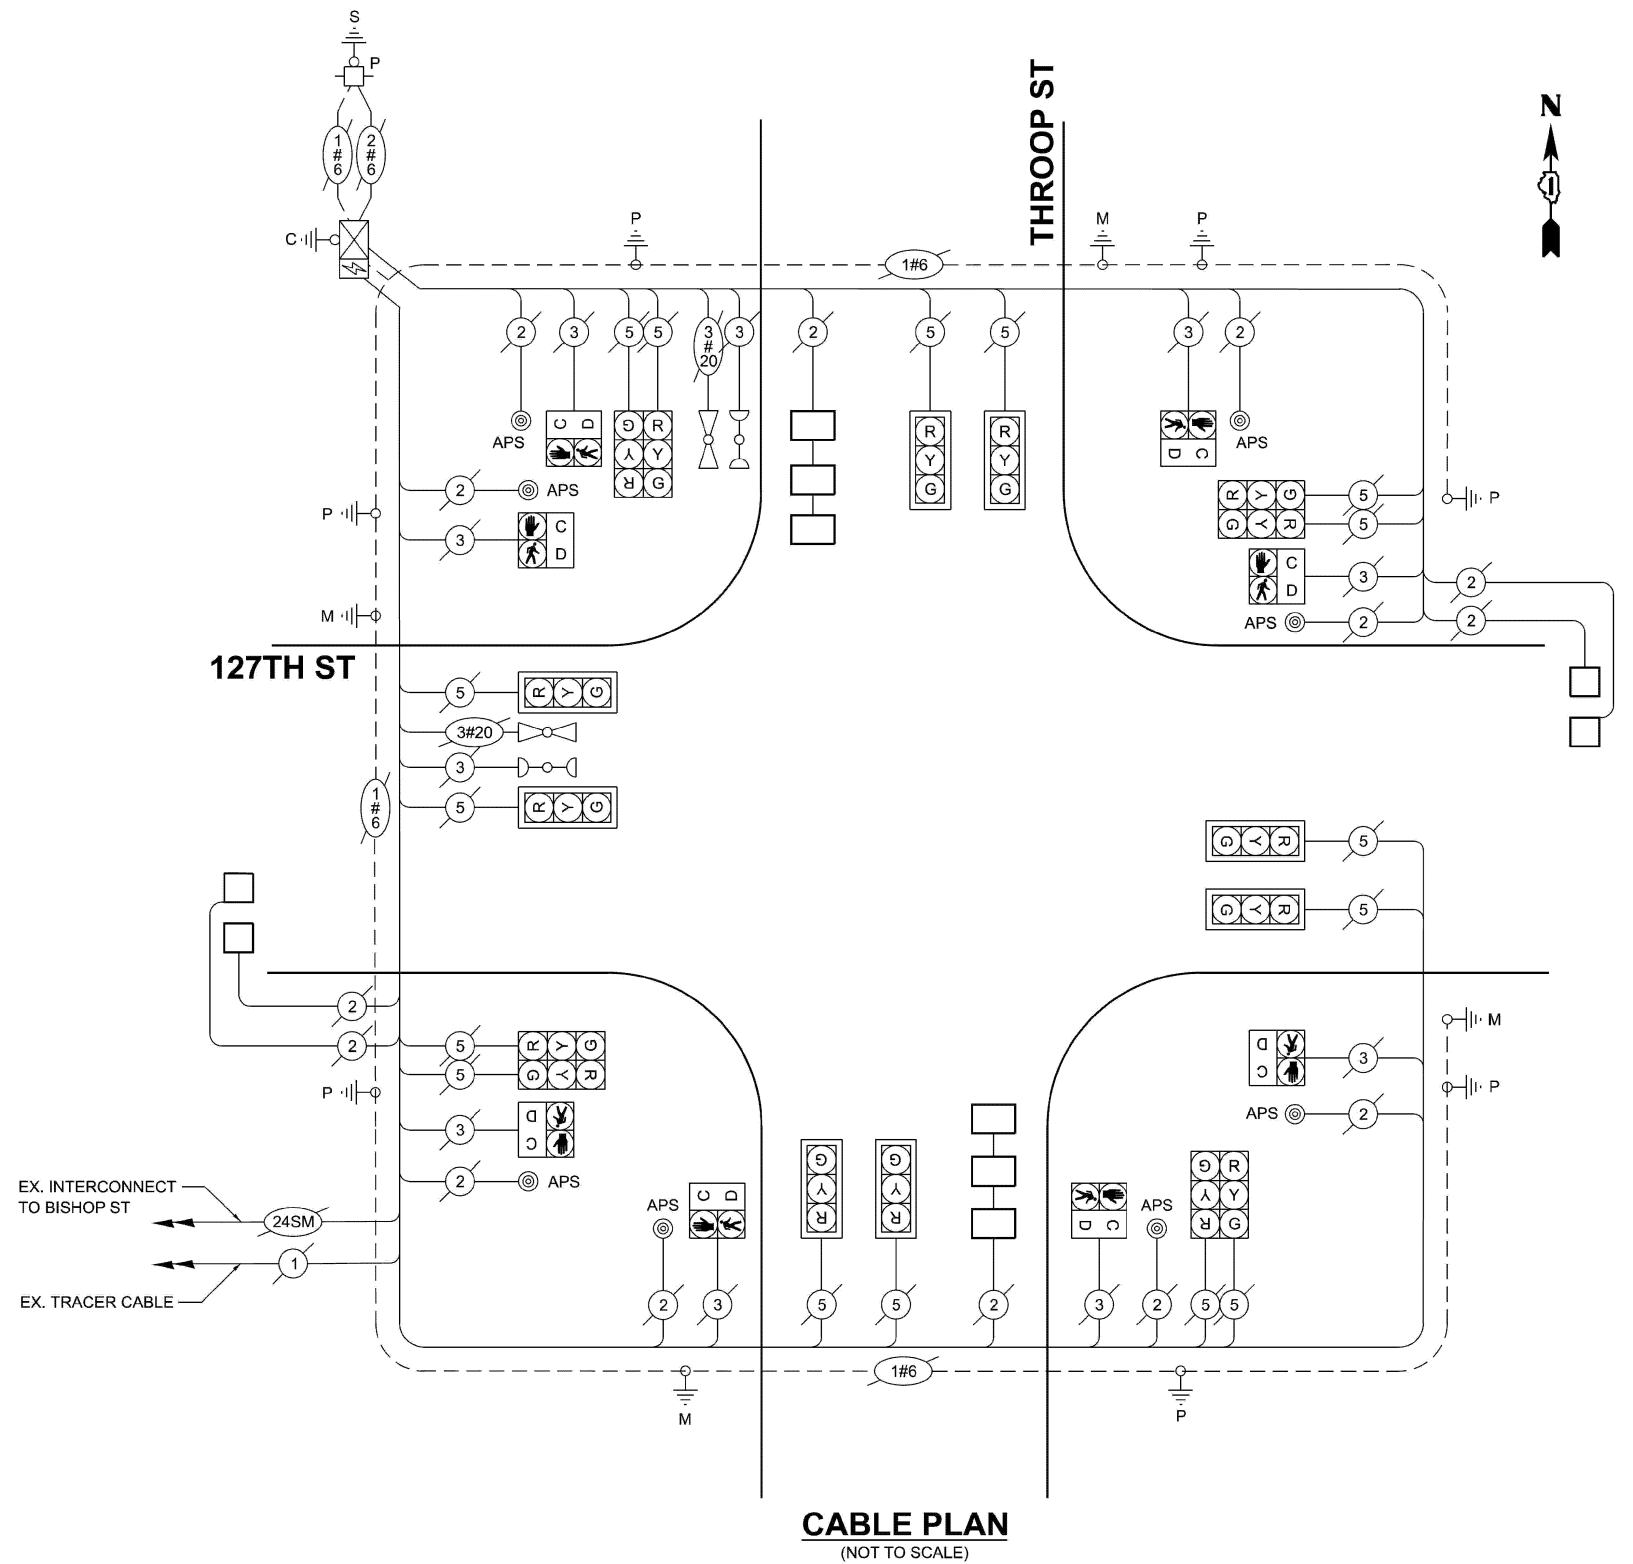 S
P
N
THROOP ST
1
#
6
2
#
6
P
M
P
C
1#6
2
3
5
5
3
#
20
3
2
5
5
3
2
C D
G R
Y Y
R G
R
Y
G
R
Y
G
D C
APS
APS
2
APS
R Y G
5
P
P
G Y R
5
3
C
D
C
D
3
2
M
APS
2
2
127TH ST
5
R Y G
3#20
3
1
#
6
5
R Y G
G Y R
5
G Y R
5
2
M
2
5
R Y G
D
C
3
5
G Y R
P
P
D
C
3
APS
2
2
APS
EX. INTERCONNECT
TO BISHOP ST
24SM
APS
C D
G
Y
R
G
Y
R
D C
APS
G R
Y Y
R G
1
EX. TRACER CABLE
2
3
5
5
2
3
2
5
5
1#6
M
P
CABLE PLAN
(NOT TO SCALE)